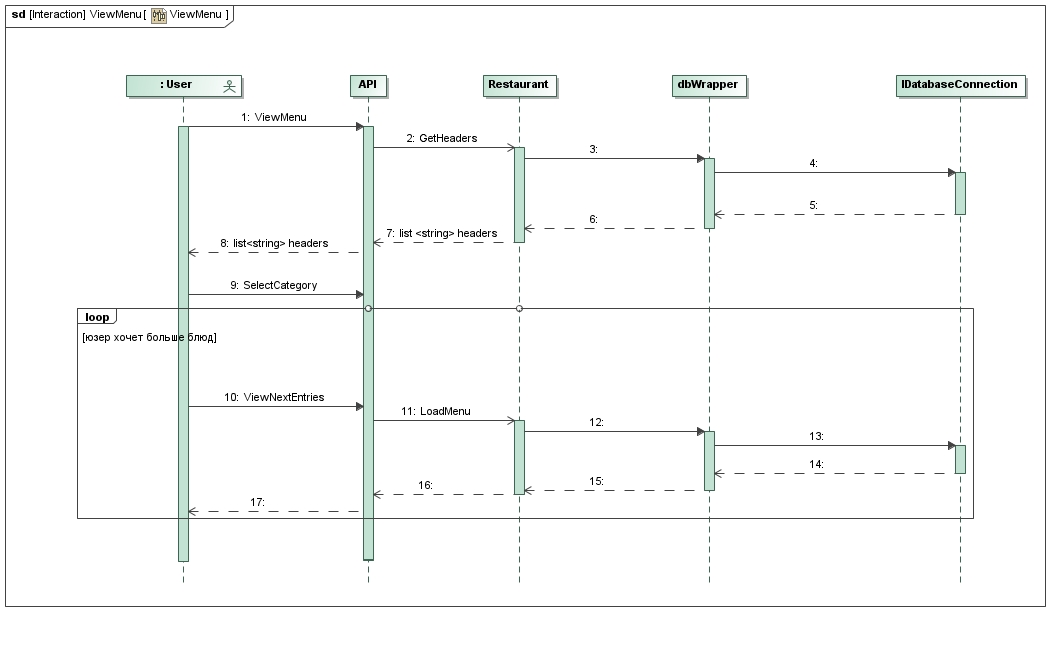 sd [Interaction] ViewMenu[ ViewMenu ]
: User
API
Restaurant
dbWrapper
IDatabaseConnection
1: ViewMenu
2: GetHeaders
3:
4:
5:
6:
7: list <string> headers
8: list<string> headers
9: SelectCategory
loop
[юзер хочет больше блюд]
10: ViewNextEntries
11: LoadMenu
12:
13:
14:
15:
16:
17: